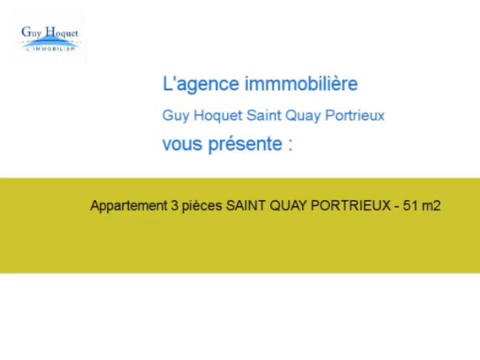 Guy Hoquet
L'IMMOBILIER
L'agence immmobilière
Guy Hoquet Saint Quay Portrieux
vous présente :
Appartement 3 pièces SAINT QUAY PORTRIEUX - 51 m2